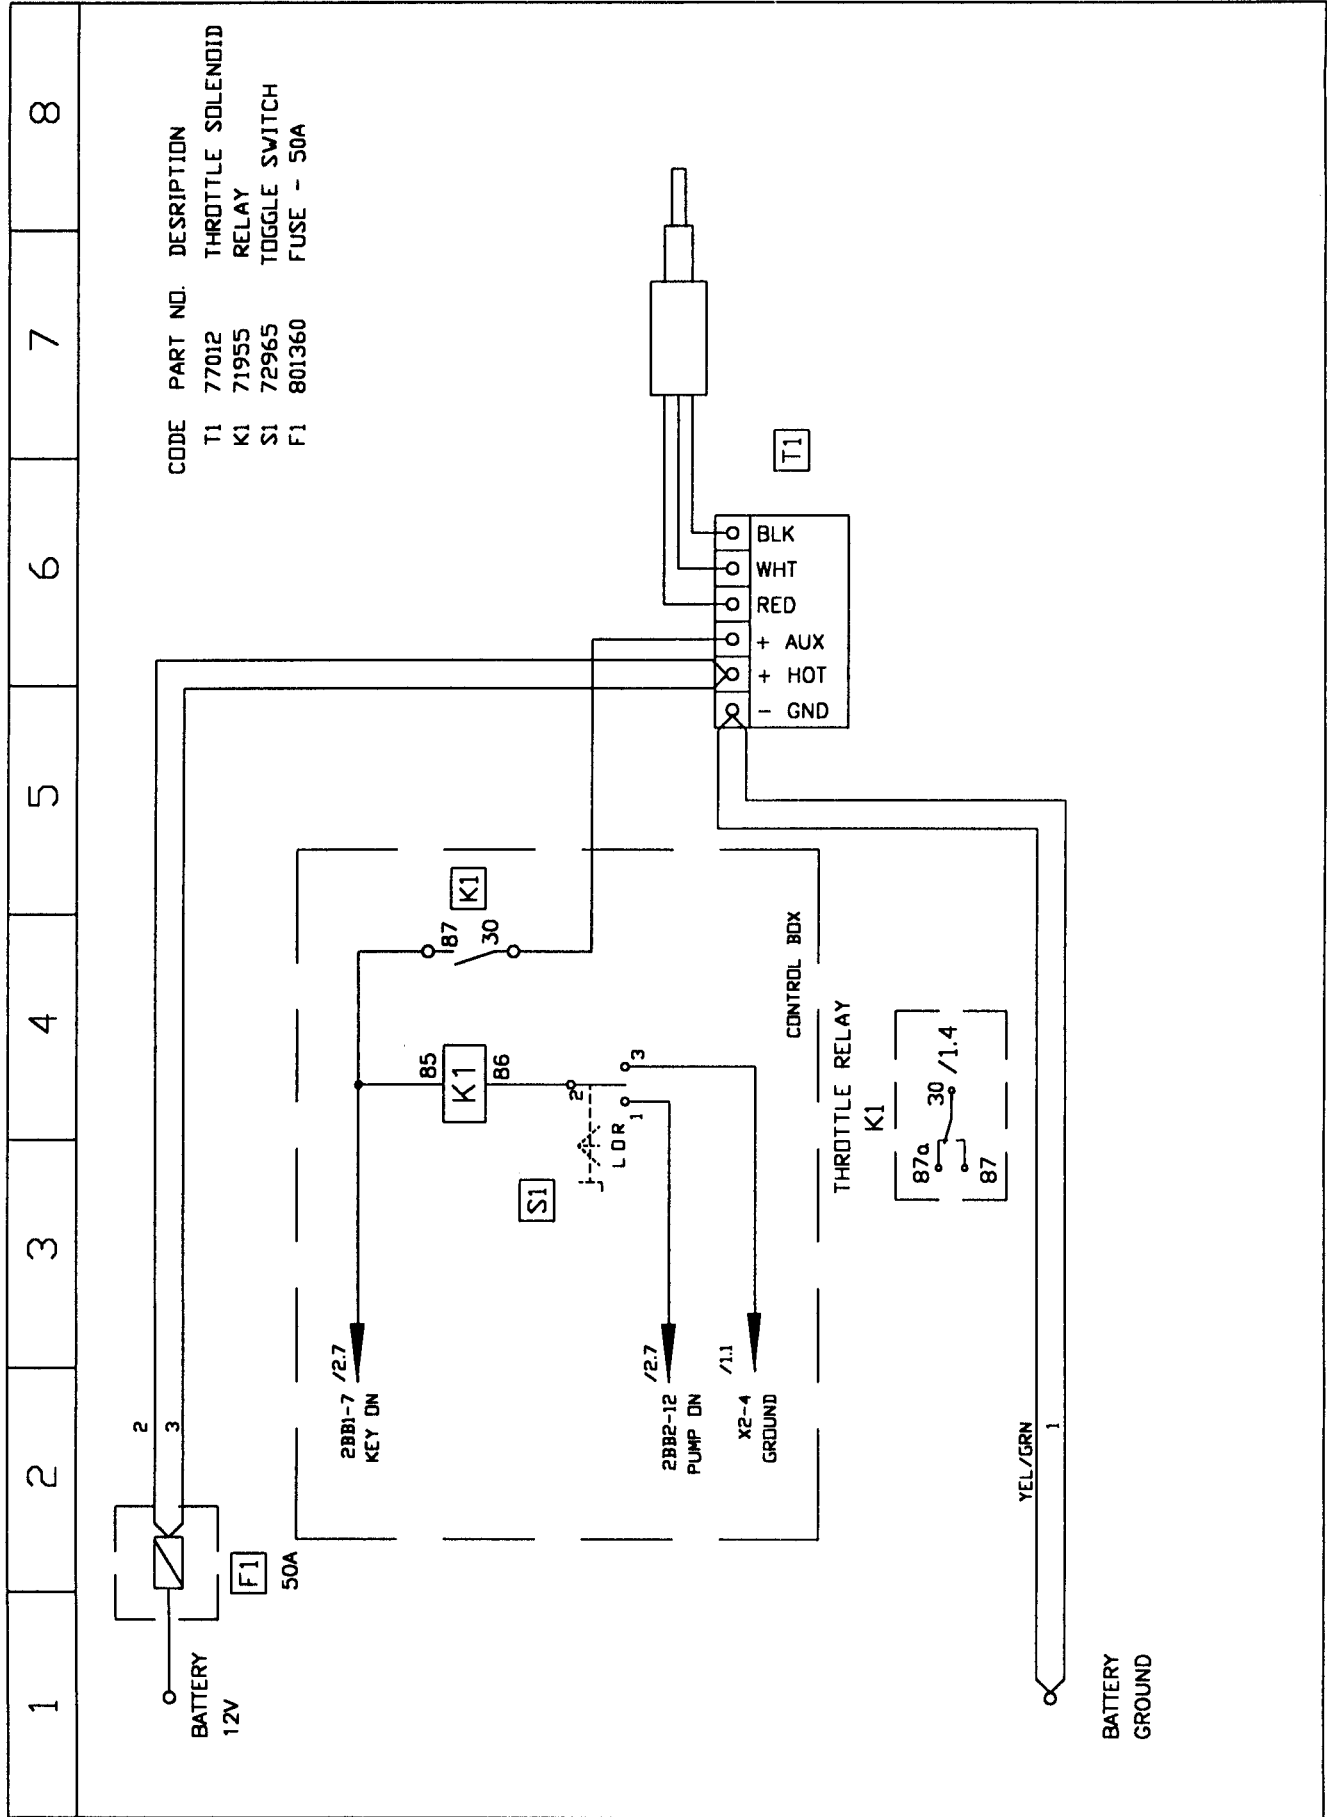 1 2 3 4 5 6 7 8
CODE PART NO. DESRIPTION
T1 77012 THROTTLE SOLENOID
K1 71955 RELAY
S1 72965 TOGGLE SWITCH
F1 801360 FUSE - 50A
BATTERY
12V
F1
50A
2
3
2BB1-7 /2.7
KEY ON
2BB2-12 /2.7
PUMP ON
X2-4 /1.1
GROUND
S1
L O R
2
1
3
85
K1
86
87
30
K1
CONTROL BOX
THROTTLE RELAY
K1
87a
30 /1.4
87
BLK
WHT
RED
+ AUX
+ HOT
- GND
T1
YEL/GRN
1
BATTERY
GROUND